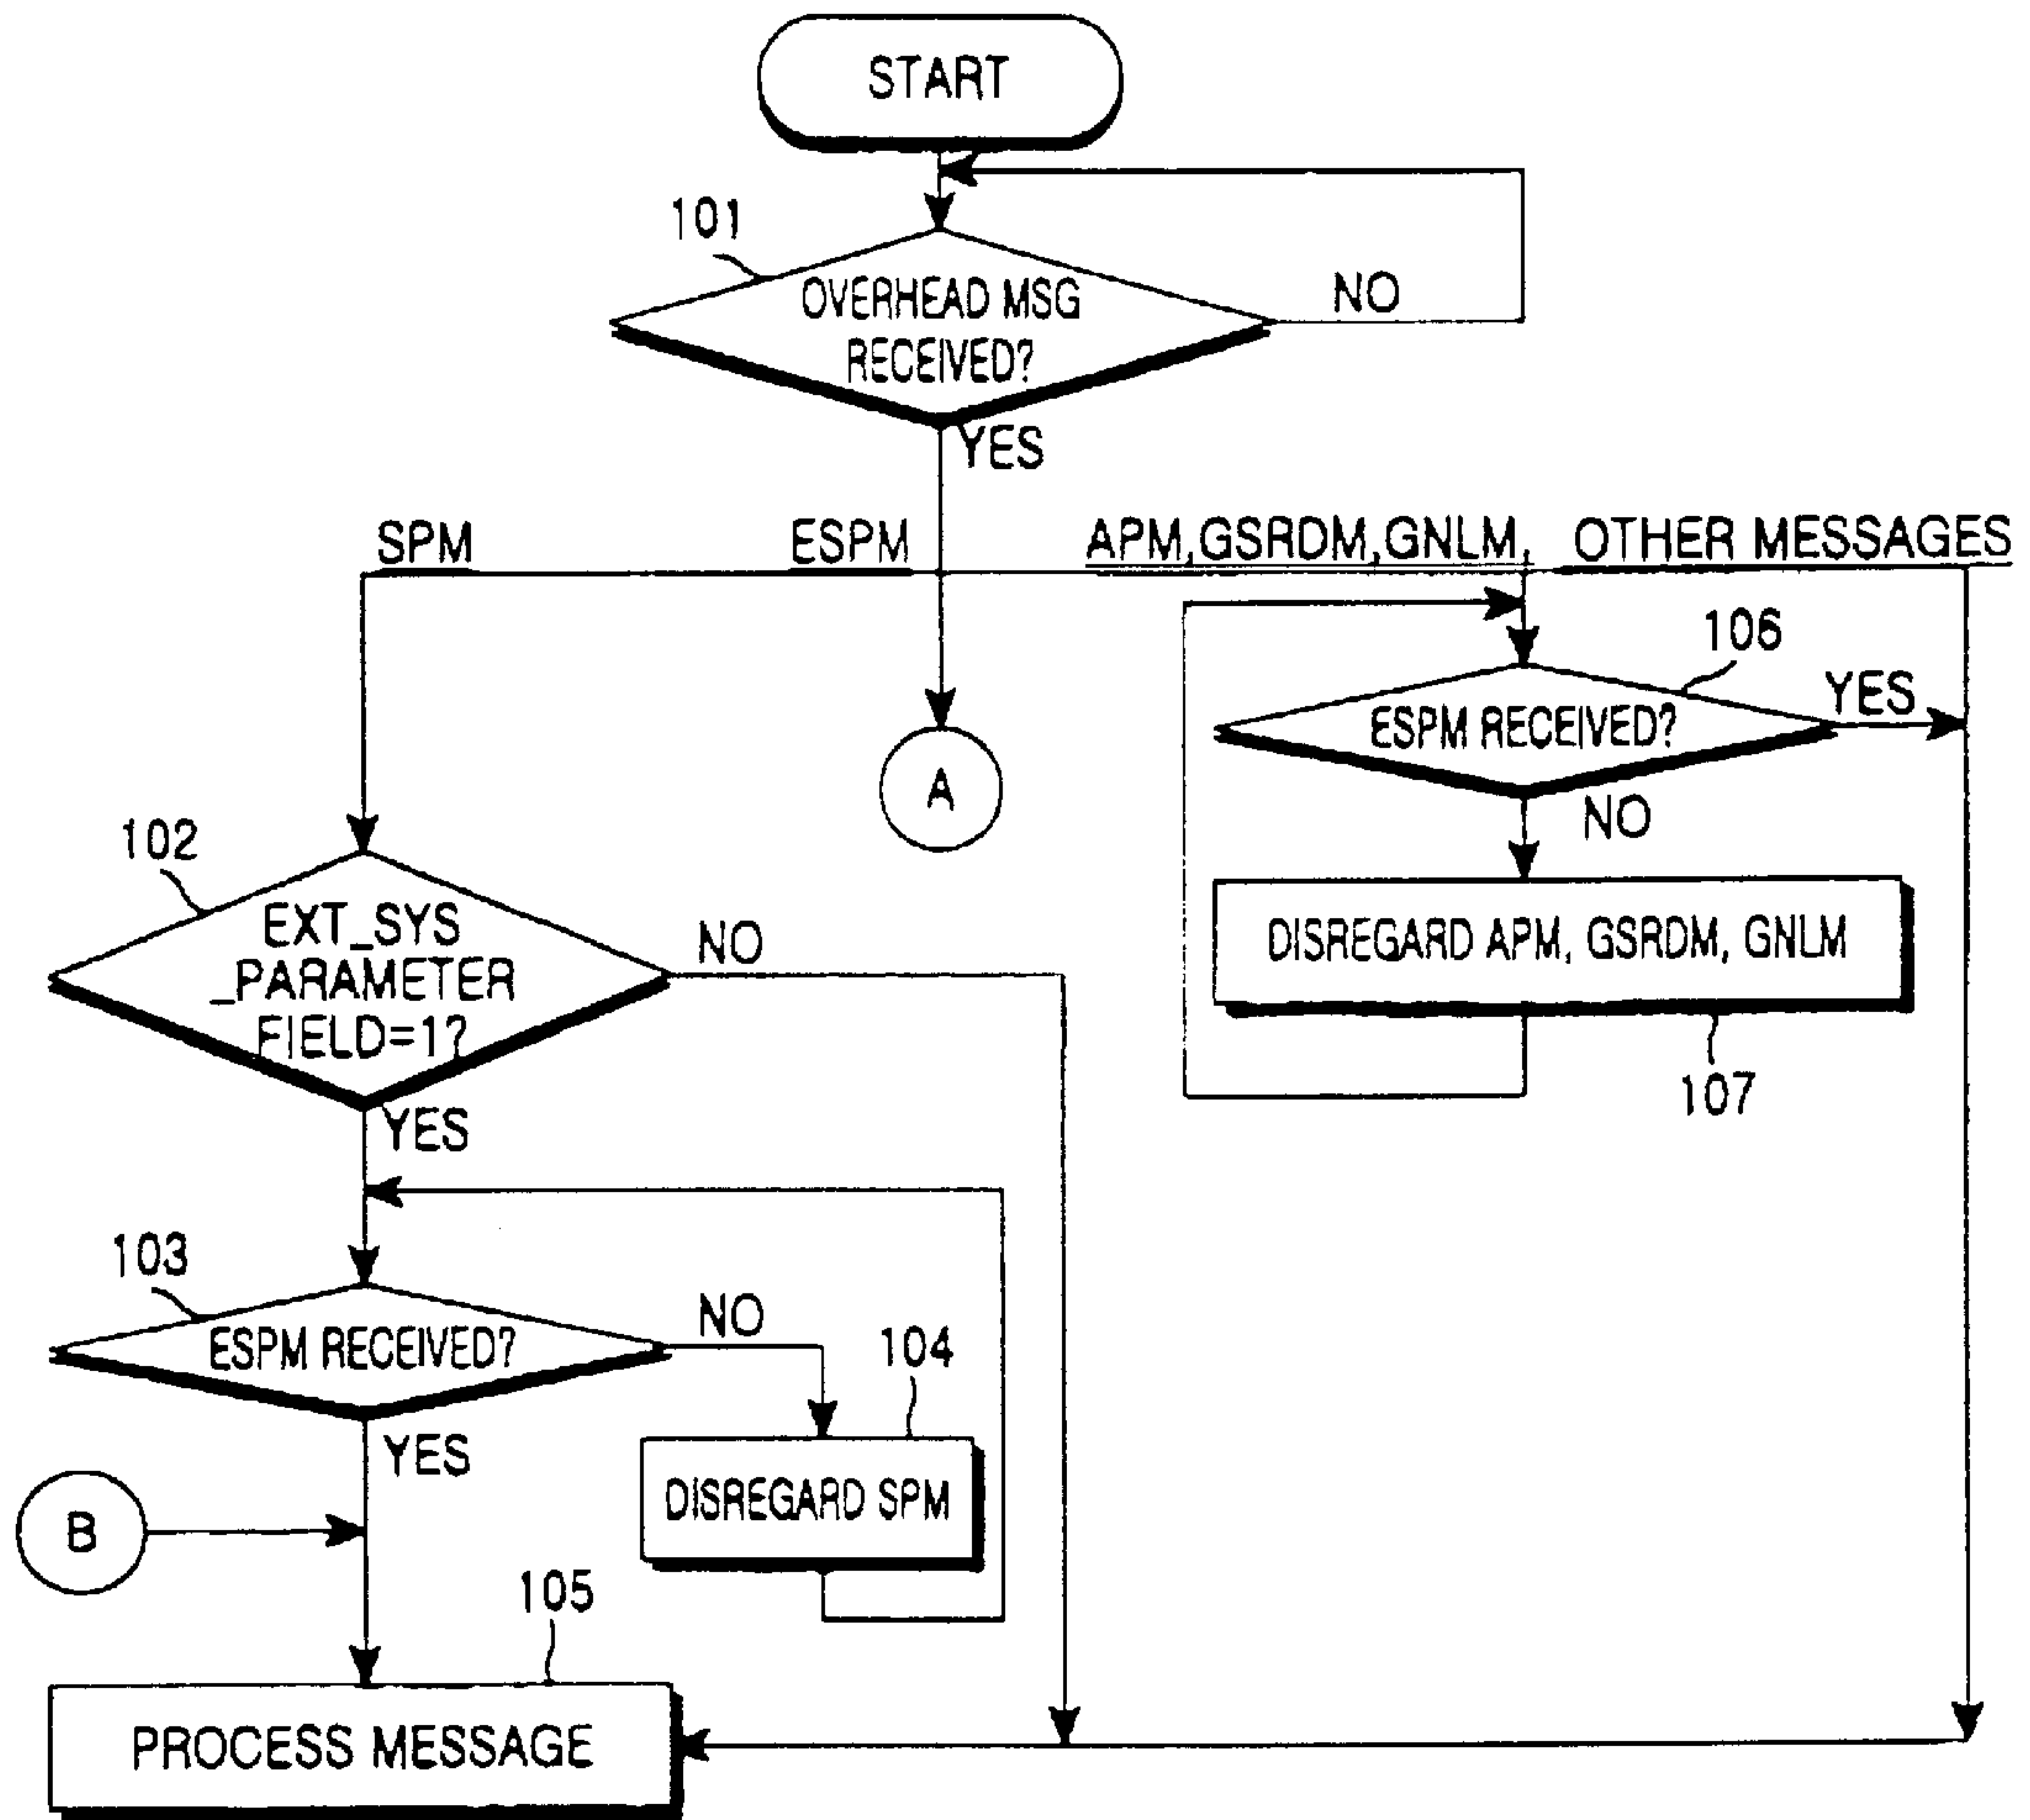 START
101
OVERHEAD MSG
RECEIVED?
NO
YES
SPM
ESPM
APM,GSRDM,GNLM,
OTHER MESSAGES
106
ESPM RECEIVED?
YES
NO
A
DISREGARD APM, GSRDM, GNLM
107
102
EXT_SYS
_PARAMETER
FIELD=1?
NO
YES
103
ESPM RECEIVED?
NO
104
YES
DISREGARD SPM
B
105
PROCESS MESSAGE